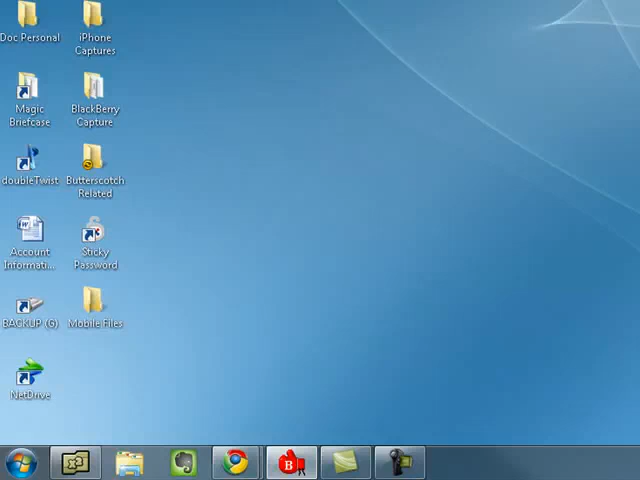 Doc Personal
iPhone
Captures
Magic
Briefcase
BlackBerry
Capture
doubleTwist
Butterscotch
Related
Account
Informati...
Sticky
Password
BACKUP (G)
Mobile Files
NetDrive
x2
B